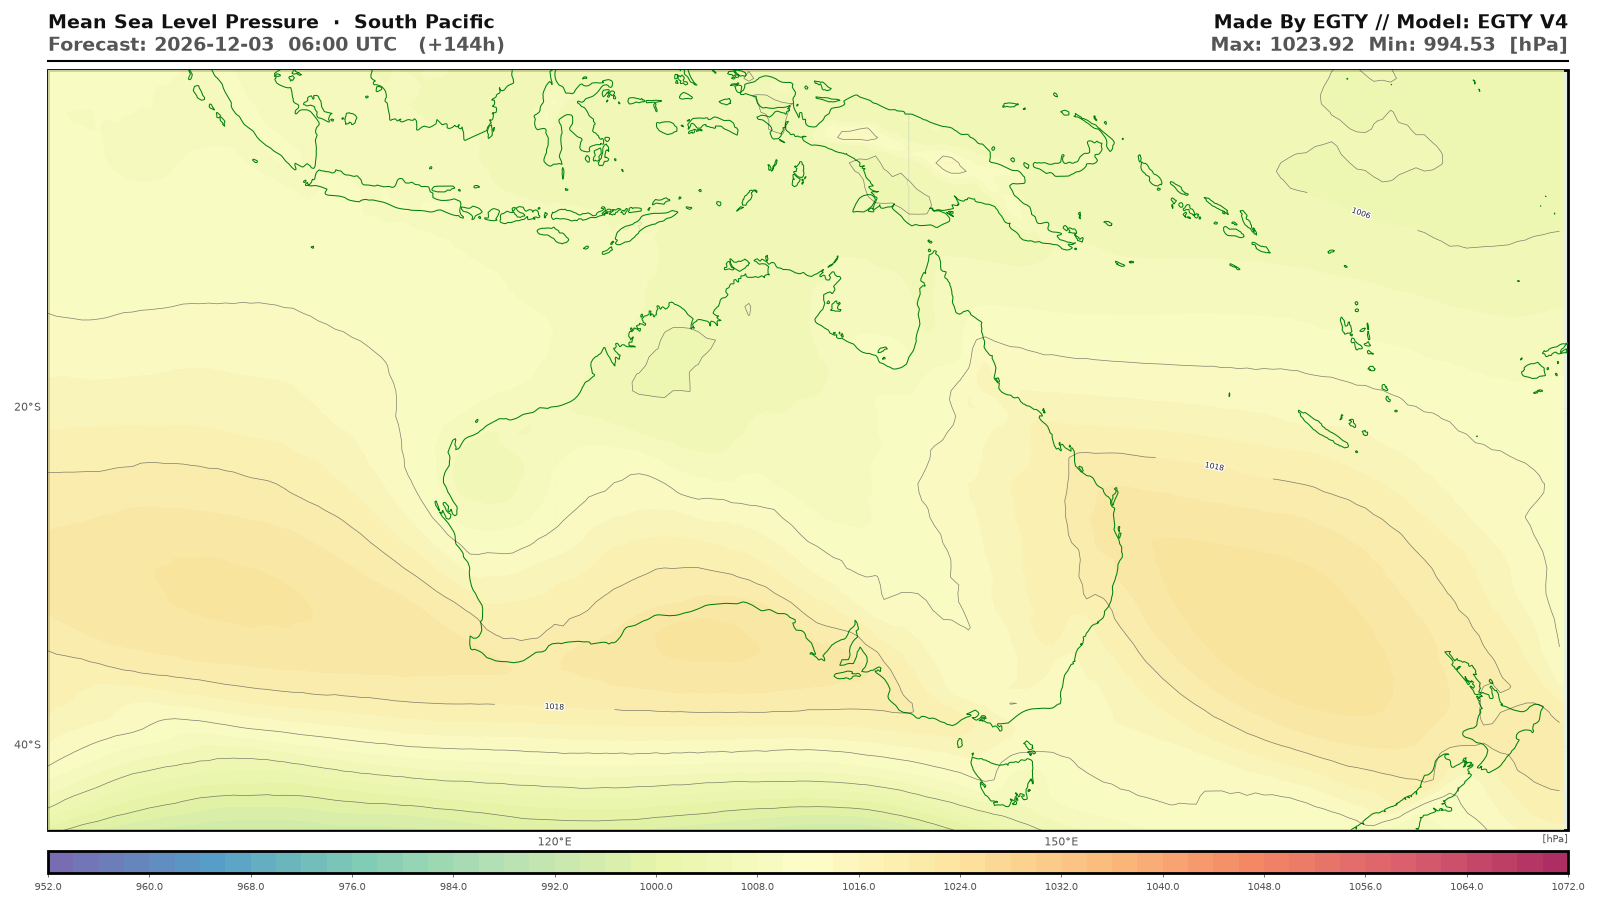 Mean Sea Level Pressure · South Pacific
Made By EGTY // Model: EGTY V4
Forecast: 2026-12-03 06:00 UTC (+144h)
Max: 1023.92 Min: 994.53 [hPa]
1006
20°S
1018
1018
40°S
120°E
150°E
[hPa]
952.0 960.0 968.0 976.0 984.0 992.0 1000.0 1008.0 1016.0 1024.0 1032.0 1040.0 1048.0 1056.0 1064.0 1072.0